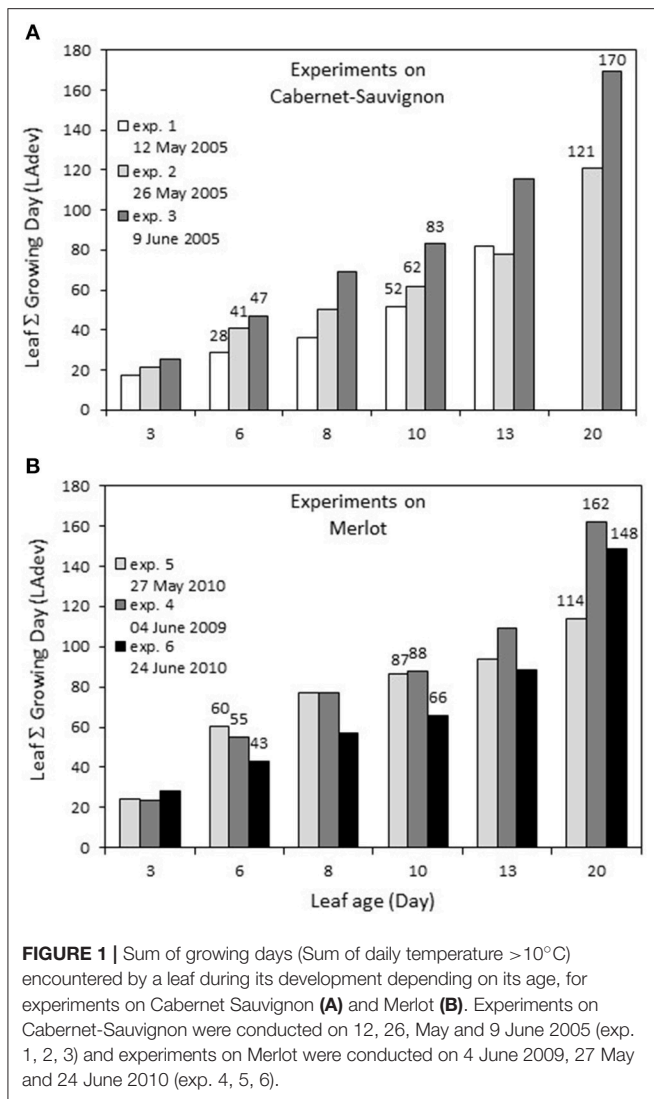 A
Experiments on
Cabernet-Sauvignon
exp. 1
12 May 2005
exp. 2
26 May 2005
exp. 3
9 June 2005
Leaf Σ Growing Day (LAdev)
180
160
140
120
100
80
60
40
20
0
28
41
47
52
62
83
121
170
3 6 8 10 13 20
B
Experiments on
Merlot
exp. 5
27 May 2010
exp. 4
04 June 2009
exp. 6
24 June 2010
Leaf Σ Growing Day (LAdev)
180
160
140
120
100
80
60
40
20
0
60
55
43
87
88
66
114
162
148
3 6 8 10 13 20
Leaf age (Day)
FIGURE 1 | Sum of growing days (Sum of daily temperature >10°C)
encountered by a leaf during its development depending on its age, for
experiments on Cabernet Sauvignon (A) and Merlot (B). Experiments on
Cabernet-Sauvignon were conducted on 12, 26, May and 9 June 2005 (exp.
1, 2, 3) and experiments on Merlot were conducted on 4 June 2009, 27 May
and 24 June 2010 (exp. 4, 5, 6).